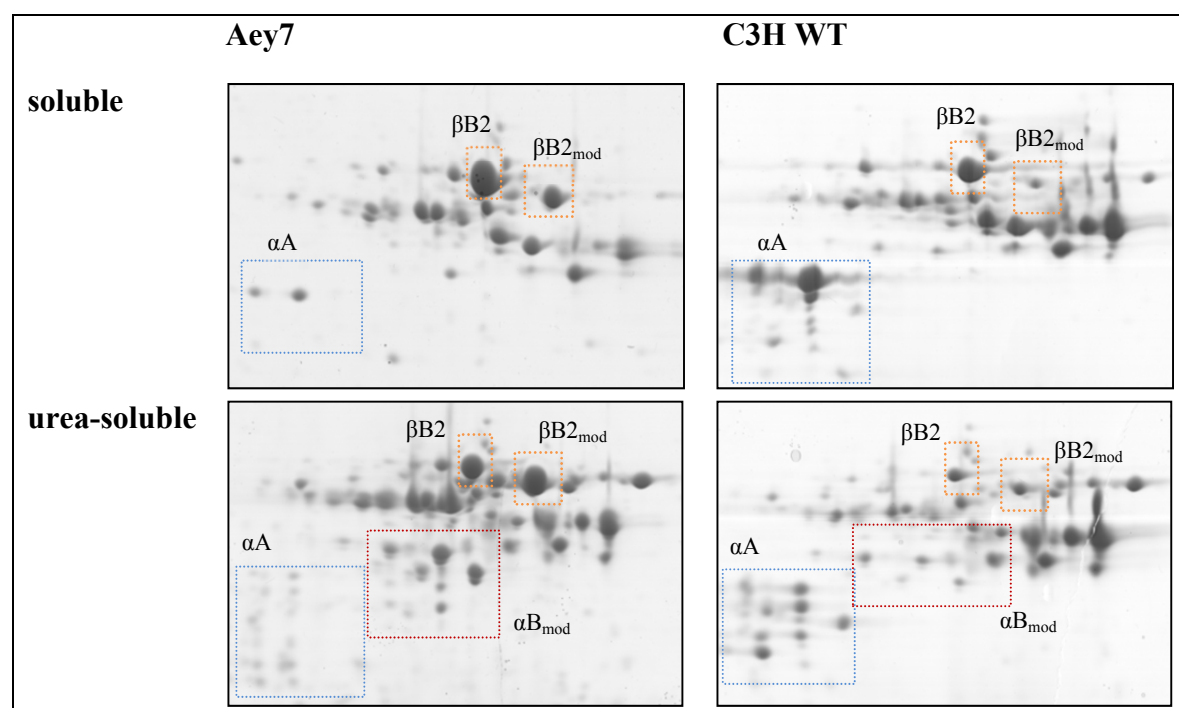 Aey7 C3H WT
soluble
βB2 βB2mod
αA
βB2 βB2mod
αA
urea-soluble
βB2 βB2mod
αA
αBmod
βB2 βB2mod
αA
αBmod